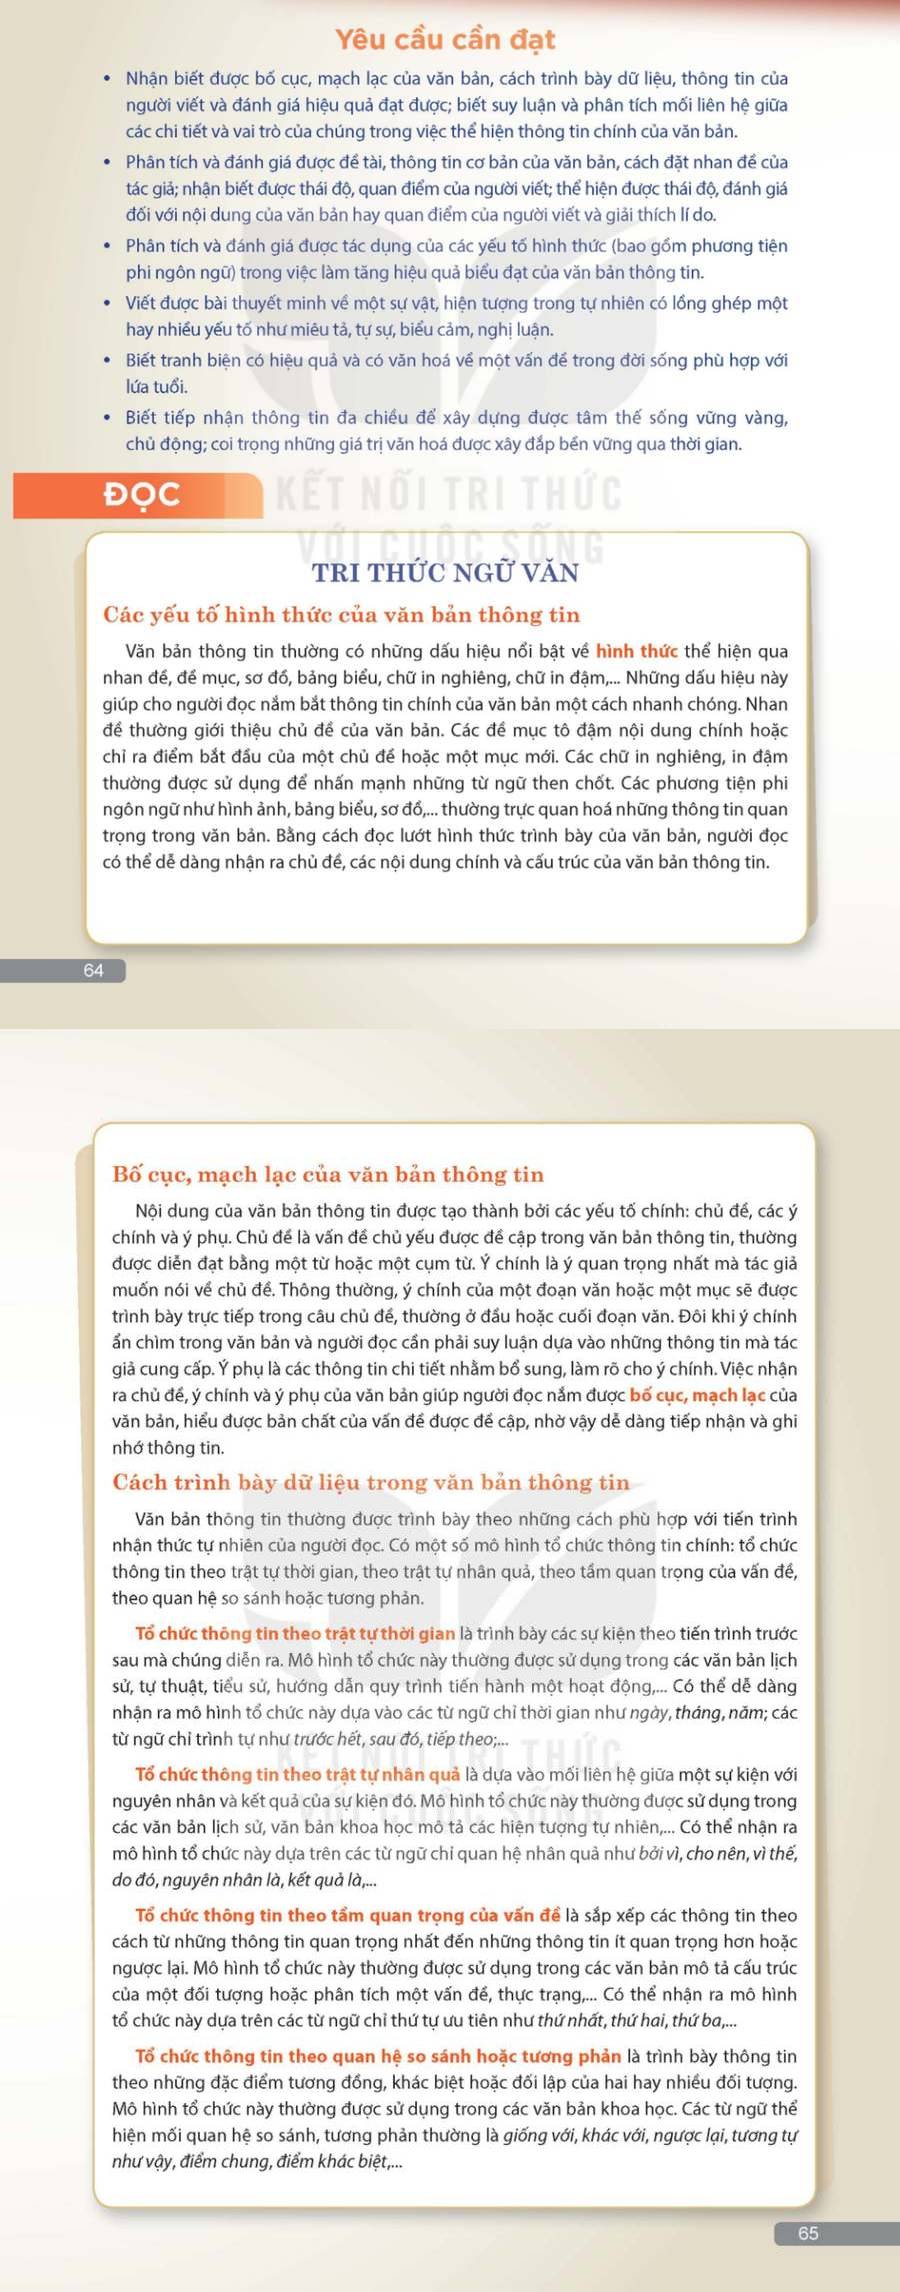 Yêu cầu cần đạt
• Nhận biết được bố cục, mạch lạc của văn bản, cách trình bày dữ liệu, thông tin của
người viết và đánh giá hiệu quả đạt được; biết suy luận và phân tích mối liên hệ giữa
các chi tiết và vai trò của chúng trong việc thể hiện thông tin chính của văn bản.
• Phân tích và đánh giá được đề tài, thông tin cơ bản của văn bản, cách đặt nhan đề của
tác giả; nhận biết được thái độ, quan điểm của người viết; thể hiện được thái độ, đánh giá
đối với nội dung của văn bản hay quan điểm của người viết và giải thích lí do.
• Phân tích và đánh giá được tác dụng của các yếu tố hình thức (bao gồm phương tiện
phi ngôn ngữ) trong việc làm tăng hiệu quả biểu đạt của văn bản thông tin.
• Viết được bài thuyết minh về một sự vật, hiện tượng trong tự nhiên có lồng ghép một
hay nhiều yếu tố như miêu tả, tự sự, biểu cảm, nghị luận.
• Biết tranh biện có hiệu quả và có văn hoá về một vấn đề trong đời sống phù hợp với
lứa tuổi.
• Biết tiếp nhận thông tin đa chiều để xây dựng được tâm thế sống vững vàng,
chủ động; coi trọng những giá trị văn hoá được xây đắp bền vững qua thời gian.
ĐỌC
KẾT NỐI TRI THỨC
VỚI CUỘC SỐNG
TRI THỨC NGỮ VĂN
Các yếu tố hình thức của văn bản thông tin
Văn bản thông tin thường có những dấu hiệu nổi bật về hình thức thể hiện qua
nhan đề, đề mục, sơ đồ, bảng biểu, chữ in nghiêng, chữ in đậm,... Những dấu hiệu này
giúp cho người đọc nắm bắt thông tin chính của văn bản một cách nhanh chóng. Nhan
đề thường giới thiệu chủ đề của văn bản. Các đề mục tô đậm nội dung chính hoặc
chỉ ra điểm bắt đầu của một chủ đề hoặc một mục mới. Các chữ in nghiêng, in đậm
thường được sử dụng để nhấn mạnh những từ ngữ then chốt. Các phương tiện phi
ngôn ngữ như hình ảnh, bảng biểu, sơ đồ,... thường trực quan hoá những thông tin quan
trọng trong văn bản. Bằng cách đọc lướt hình thức trình bày của văn bản, người đọc
có thể dễ dàng nhận ra chủ đề, các nội dung chính và cấu trúc của văn bản thông tin.
64
Bố cục, mạch lạc của văn bản thông tin
Nội dung của văn bản thông tin được tạo thành bởi các yếu tố chính: chủ đề, các ý
chính và ý phụ. Chủ đề là vấn đề chủ yếu được đề cập trong văn bản thông tin, thường
được diễn đạt bằng một từ hoặc một cụm từ. Ý chính là ý quan trọng nhất mà tác giả
muốn nói về chủ đề. Thông thường, ý chính của một đoạn văn hoặc một mục sẽ được
trình bày trực tiếp trong câu chủ đề, thường ở đầu hoặc cuối đoạn văn. Đôi khi ý chính
ẩn chìm trong văn bản và người đọc cần phải suy luận dựa vào những thông tin mà tác
giả cung cấp. Ý phụ là các thông tin chi tiết nhằm bổ sung, làm rõ cho ý chính. Việc nhận
ra chủ đề, ý chính và ý phụ của văn bản giúp người đọc nắm được bố cục, mạch lạc của
văn bản, hiểu được bản chất của vấn đề được đề cập, nhờ vậy dễ dàng tiếp nhận và ghi
nhớ thông tin.
Cách trình bày dữ liệu trong văn bản thông tin
Văn bản thông tin thường được trình bày theo những cách phù hợp với tiến trình
nhận thức tự nhiên của người đọc. Có một số mô hình tổ chức thông tin chính: tổ chức
thông tin theo trật tự thời gian, theo trật tự nhân quả, theo tầm quan trọng của vấn đề,
theo quan hệ so sánh hoặc tương phản.
Tổ chức thông tin theo trật tự thời gian là trình bày các sự kiện theo tiến trình trước
sau mà chúng diễn ra. Mô hình tổ chức này thường được sử dụng trong các văn bản lịch
sử, tự thuật, tiểu sử, hướng dẫn quy trình tiến hành một hoạt động,... Có thể dễ dàng
nhận ra mô hình tổ chức này dựa vào các từ ngữ chỉ thời gian như ngày, tháng, năm; các
từ ngữ chỉ trình tự như trước hết, sau đó, tiếp theo;...
KẾT NỐI TRI THỨC
Tổ chức thông tin theo trật tự nhân quả là dựa vào mối liên hệ giữa một sự kiện với
nguyên nhân và kết quả của sự kiện đó. Mô hình tổ chức này thường được sử dụng trong
VỚI CUỘC SỐNG
các văn bản lịch sử, văn bản khoa học mô tả các hiện tượng tự nhiên,... Có thể nhận ra
mô hình tổ chức này dựa trên các từ ngữ chỉ quan hệ nhân quả như bởi vì, cho nên, vì thế,
do đó, nguyên nhân là, kết quả là,...
Tổ chức thông tin theo tầm quan trọng của vấn đề là sắp xếp các thông tin theo
cách từ những thông tin quan trọng nhất đến những thông tin ít quan trọng hơn hoặc
ngược lại. Mô hình tổ chức này thường được sử dụng trong các văn bản mô tả cấu trúc
của một đối tượng hoặc phân tích một vấn đề, thực trạng,... Có thể nhận ra mô hình
tổ chức này dựa trên các từ ngữ chỉ thứ tự ưu tiên như thứ nhất, thứ hai, thứ ba,...
Tổ chức thông tin theo quan hệ so sánh hoặc tương phản là trình bày thông tin
theo những đặc điểm tương đồng, khác biệt hoặc đối lập của hai hay nhiều đối tượng.
Mô hình tổ chức này thường được sử dụng trong các văn bản khoa học. Các từ ngữ thể
hiện mối quan hệ so sánh, tương phản thường là giống với, khác với, ngược lại, tương tự
như vậy, điểm chung, điểm khác biệt,...
65